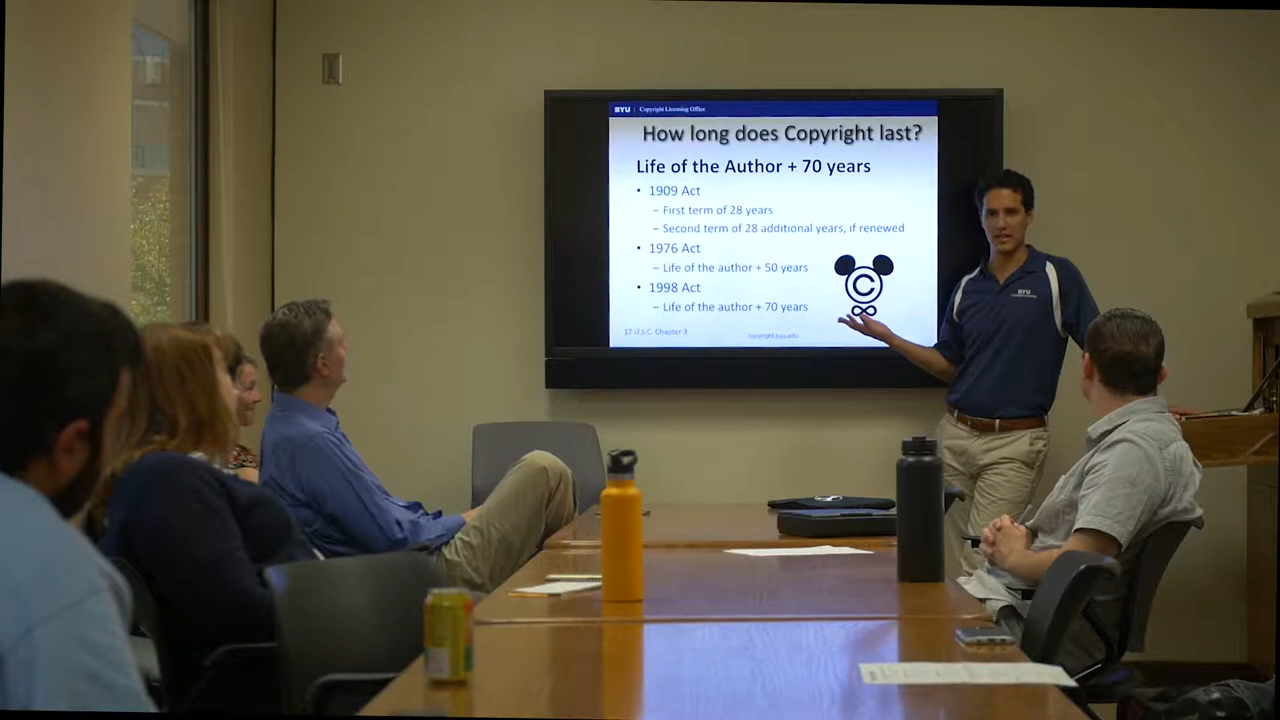 BYU | Copyright Licensing Office
How long does Copyright last?
Life of the Author + 70 years
• 1909 Act
– First term of 28 years
– Second term of 28 additional years, if renewed
• 1976 Act
– Life of the author + 50 years
• 1998 Act
– Life of the author + 70 years
C
17 U.S.C. Chapter 3
copyright.byu.edu
BYU